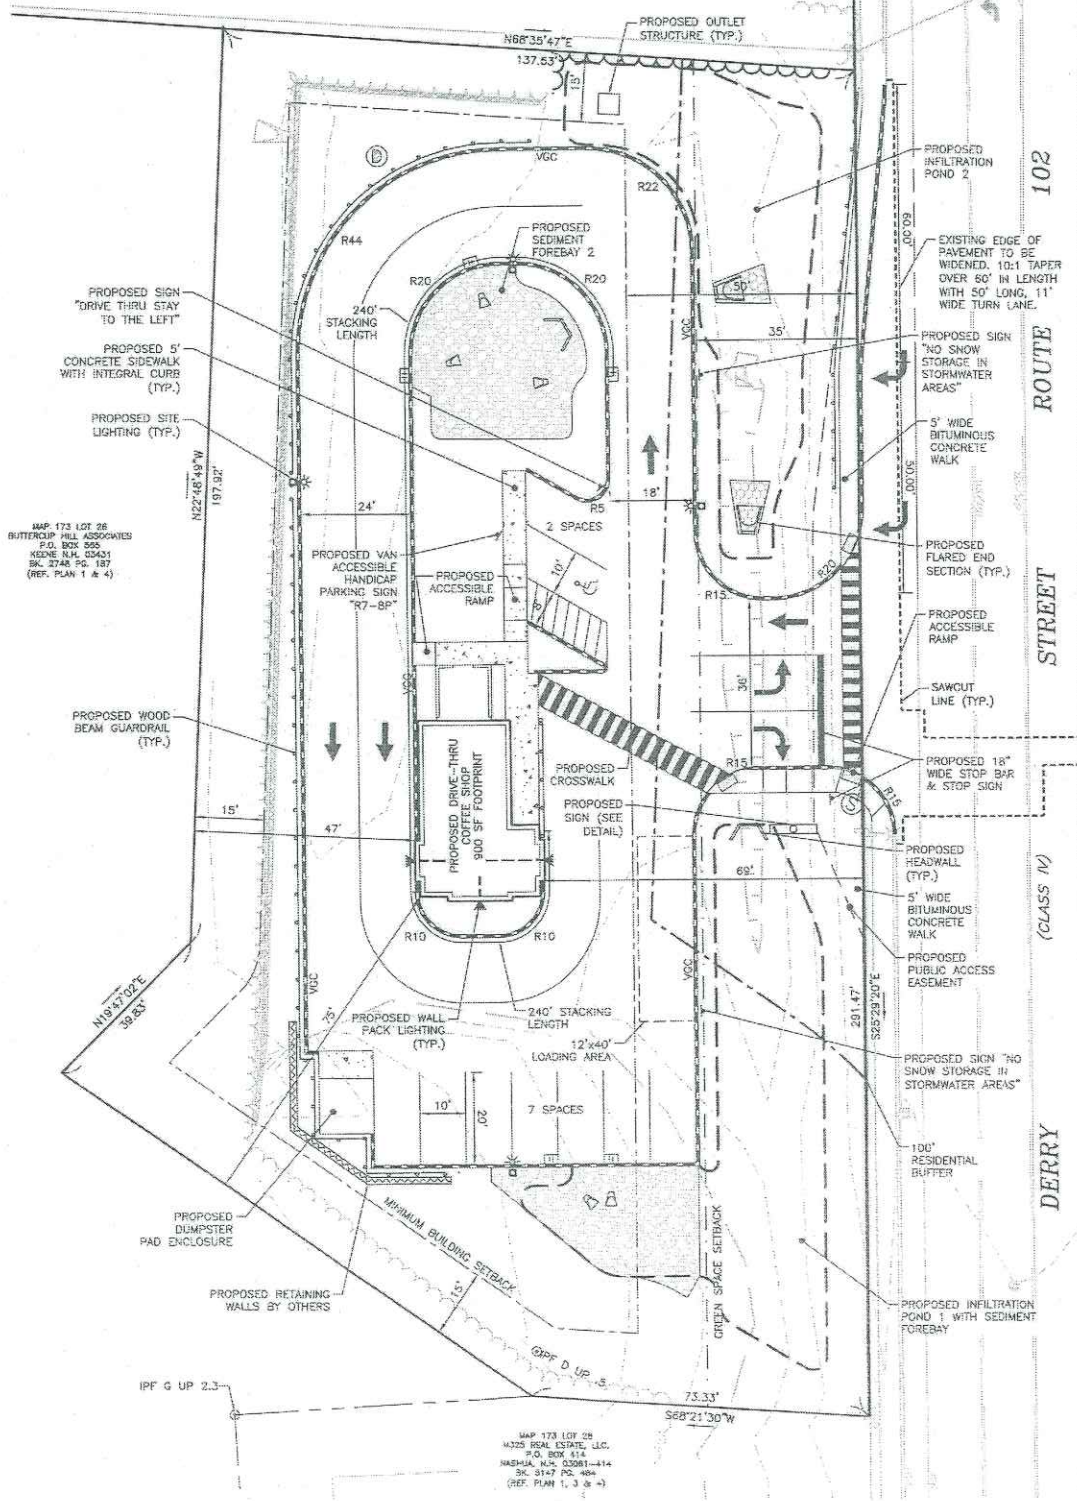 PROPOSED OUTLET
STRUCTURE (TYP.)
N68°35'47"E
137.53'
15'
VGC
R22
R44
D
PROPOSED
INFILTRATION
POND 2
60.00'
ROUTE 102
EXISTING EDGE OF
PAVEMENT TO BE
WIDENED. 10:1 TAPER
OVER 60' IN LENGTH
WITH 50' LONG, 11'
WIDE TURN LANE.
PROPOSED
SEDIMENT
FOREBAY 2
R20
R20
240'
STACKING
LENGTH
PROPOSED SIGN
"DRIVE THRU STAY
TO THE LEFT"
50'
VGC
35'
PROPOSED SIGN
"NO SNOW
STORAGE IN
STORMWATER
AREAS"
PROPOSED 5'
CONCRETE SIDEWALK
WITH INTEGRAL CURB
(TYP.)
PROPOSED SITE
LIGHTING (TYP.)
5' WIDE
BITUMINOUS
CONCRETE
WALK
50.00'
N22°48'49"W
197.92'
24'
R5
18'
2 SPACES
MAP 173 LOT 26
BUTTERCUP HILL ASSOCIATES
P.O. BOX 565
KEENE N.H. 03431
BK. 2748 PG. 187
(REF. PLAN 1 & 4)
PROPOSED VAN
ACCESSIBLE
HANDICAP
PARKING SIGN
"R7-8P"
PROPOSED
ACCESSIBLE
RAMP
10'
8'
PROPOSED
FLARED END
SECTION (TYP.)
R20
R15
PROPOSED
ACCESSIBLE
RAMP
STREET
36'
SAWCUT
LINE (TYP.)
VGC
PROPOSED WOOD
BEAM GUARDRAIL
(TYP.)
PROPOSED DRIVE-THRU
COFFEE SHOP
900 SF FOOTPRINT
PROPOSED
CROSSWALK
R15
PROPOSED 18"
WIDE STOP BAR
& STOP SIGN
S
R15
15'
47'
PROPOSED
SIGN (SEE
DETAIL)
PROPOSED
HEADWALL
(TYP.)
69'
5' WIDE
BITUMINOUS
CONCRETE
WALK
(CLASS IV)
R10
R10
PROPOSED
PUBLIC ACCESS
EASEMENT
N19°47'02"E
39.83'
VGC
VGC
75'
PROPOSED WALL
PACK LIGHTING
(TYP.)
240' STACKING
LENGTH
291.47'
S25°29'20"E
12'x40'
LOADING AREA
PROPOSED SIGN "NO
SNOW STORAGE IN
STORMWATER AREAS"
10'
20'
7 SPACES
100'
RESIDENTIAL
BUFFER
DERRY
PROPOSED
DUMPSTER
PAD ENCLOSURE
MINIMUM BUILDING SETBACK
GREEN SPACE SETBACK
15'
PROPOSED RETAINING
WALLS BY OTHERS
PROPOSED INFILTRATION
POND 1 WITH SEDIMENT
FOREBAY
IPF D UP .5
IPF G UP 2.3
73.33'
S68°21'30"W
MAP 173 LOT 28
M325 REAL ESTATE, LLC.
P.O. BOX 414
NASHUA, N.H. 03061-414
(REF. PLAN 1, 3 & 4)